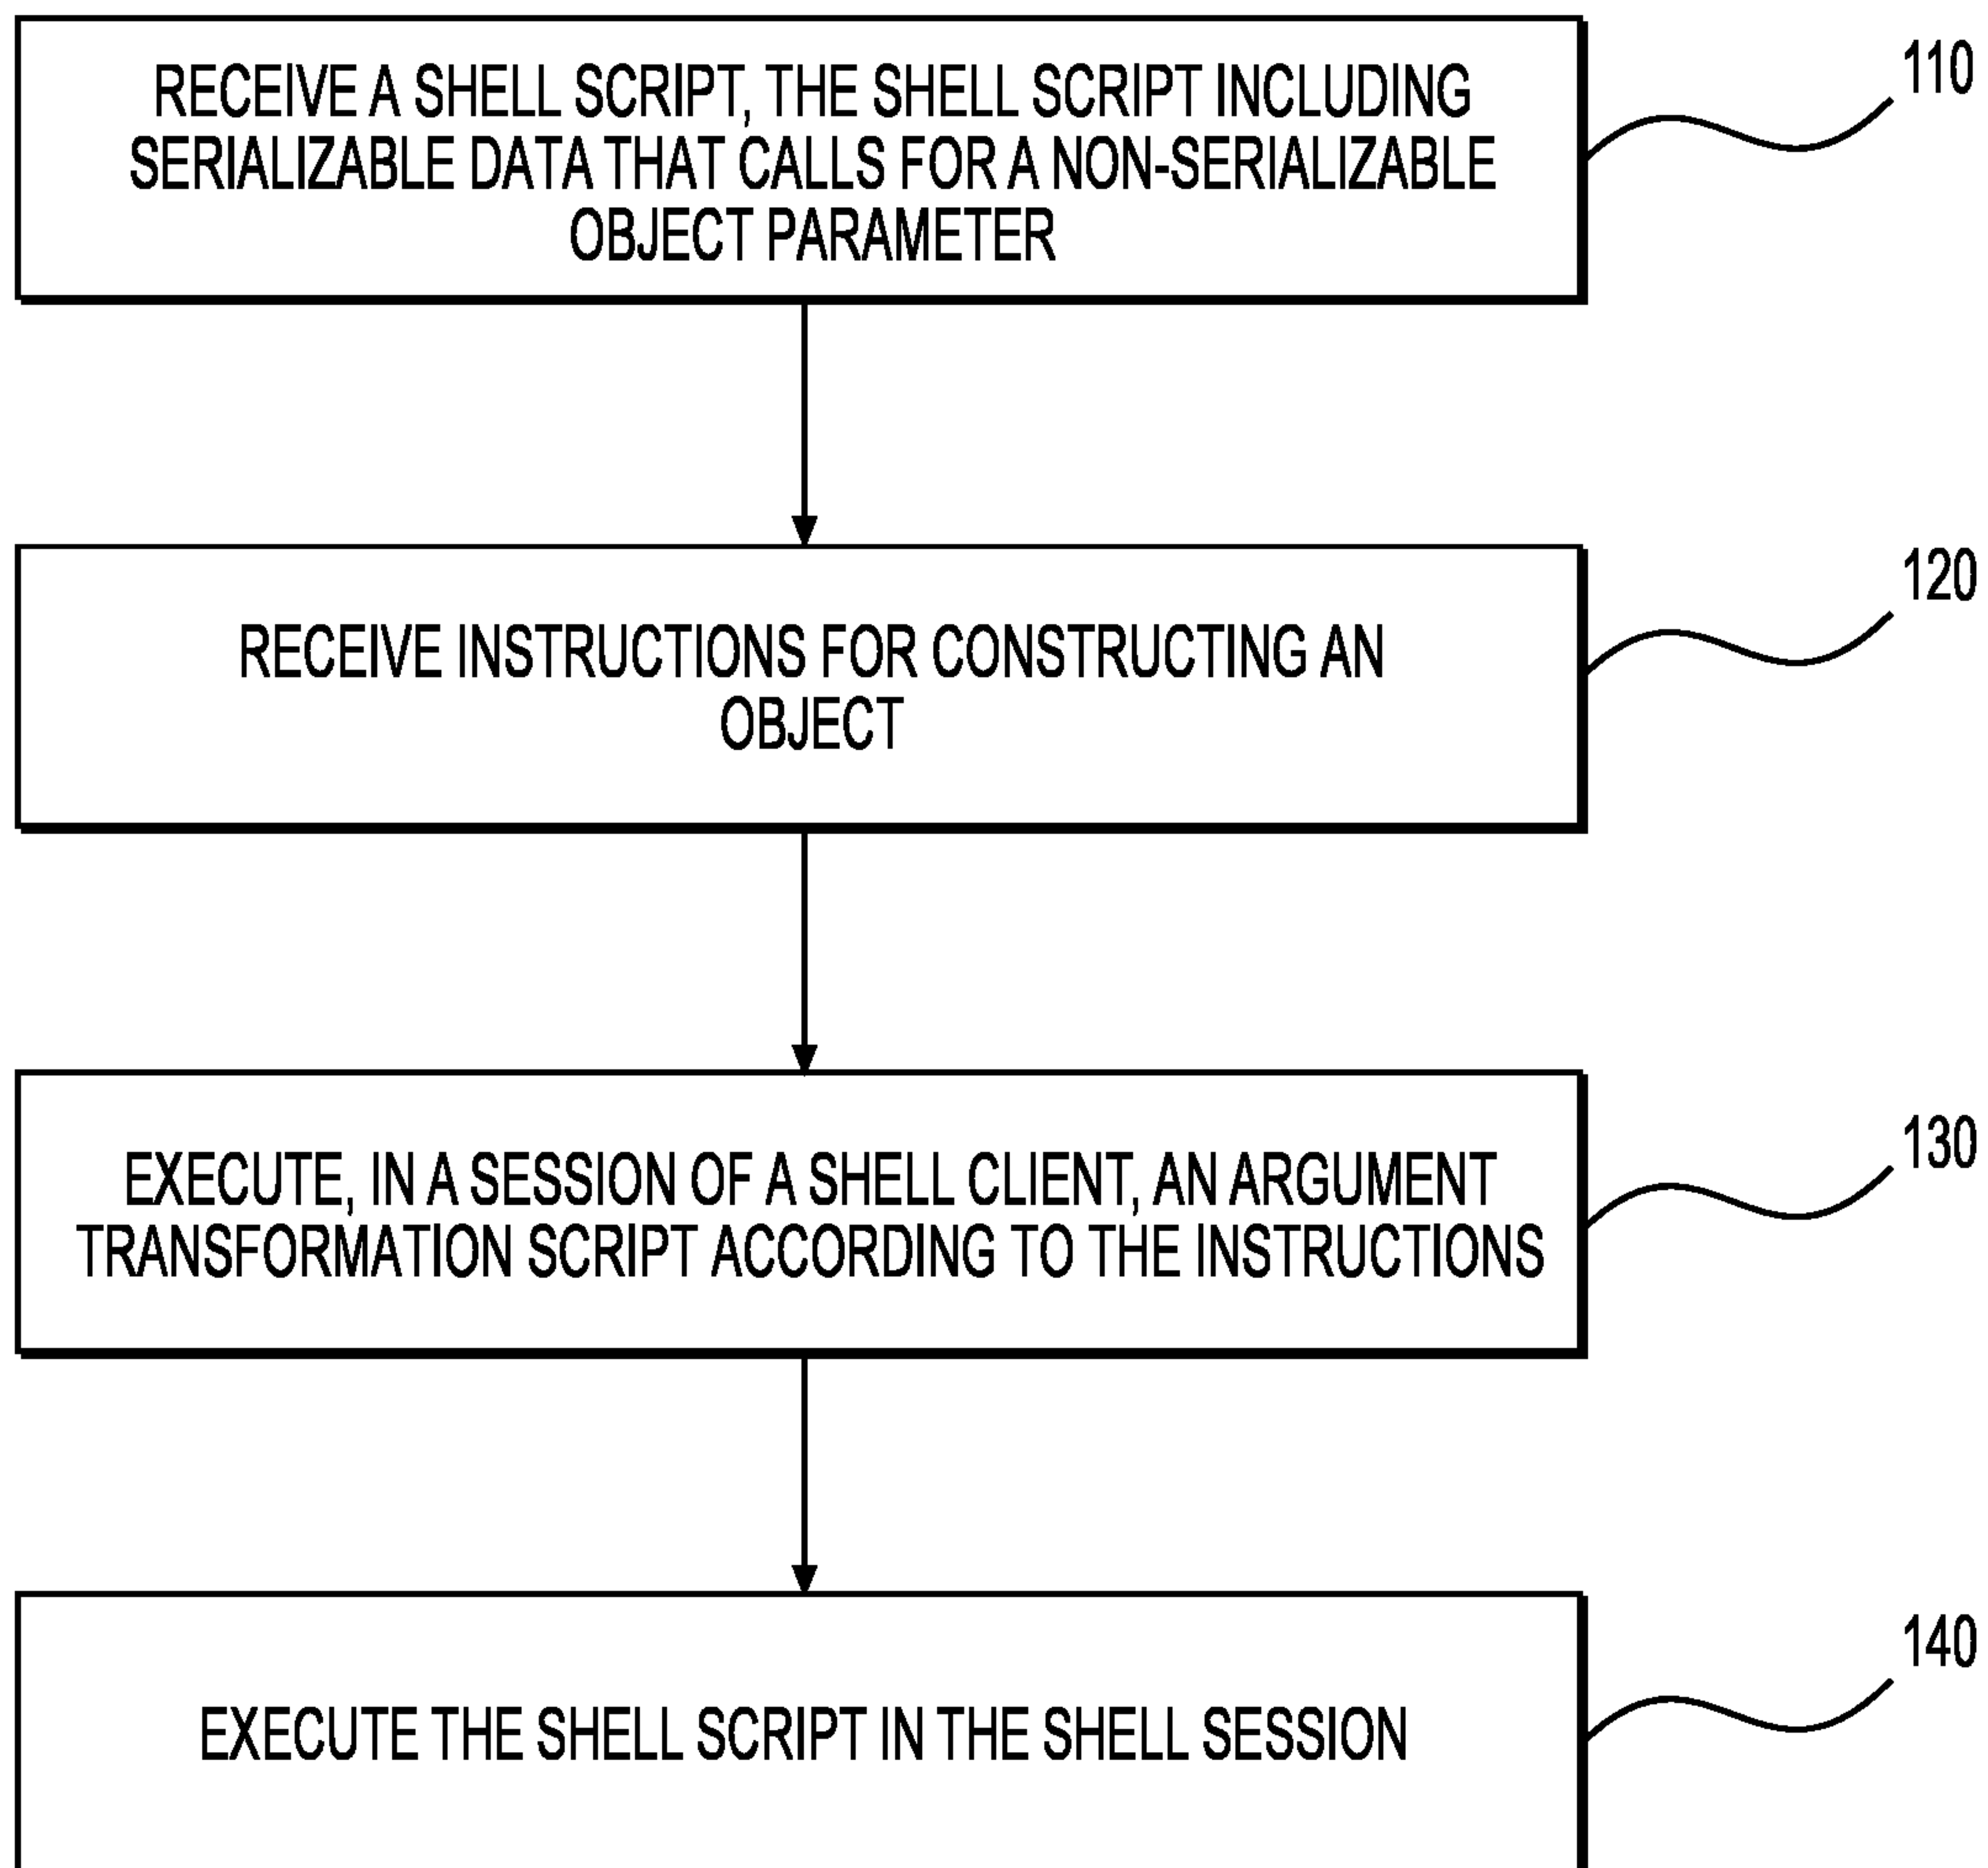 RECEIVE A SHELL SCRIPT, THE SHELL SCRIPT INCLUDING
SERIALIZABLE DATA THAT CALLS FOR A NON-SERIALIZABLE
OBJECT PARAMETER
110
RECEIVE INSTRUCTIONS FOR CONSTRUCTING AN
OBJECT
120
EXECUTE, IN A SESSION OF A SHELL CLIENT, AN ARGUMENT
TRANSFORMATION SCRIPT ACCORDING TO THE INSTRUCTIONS
130
EXECUTE THE SHELL SCRIPT IN THE SHELL SESSION
140